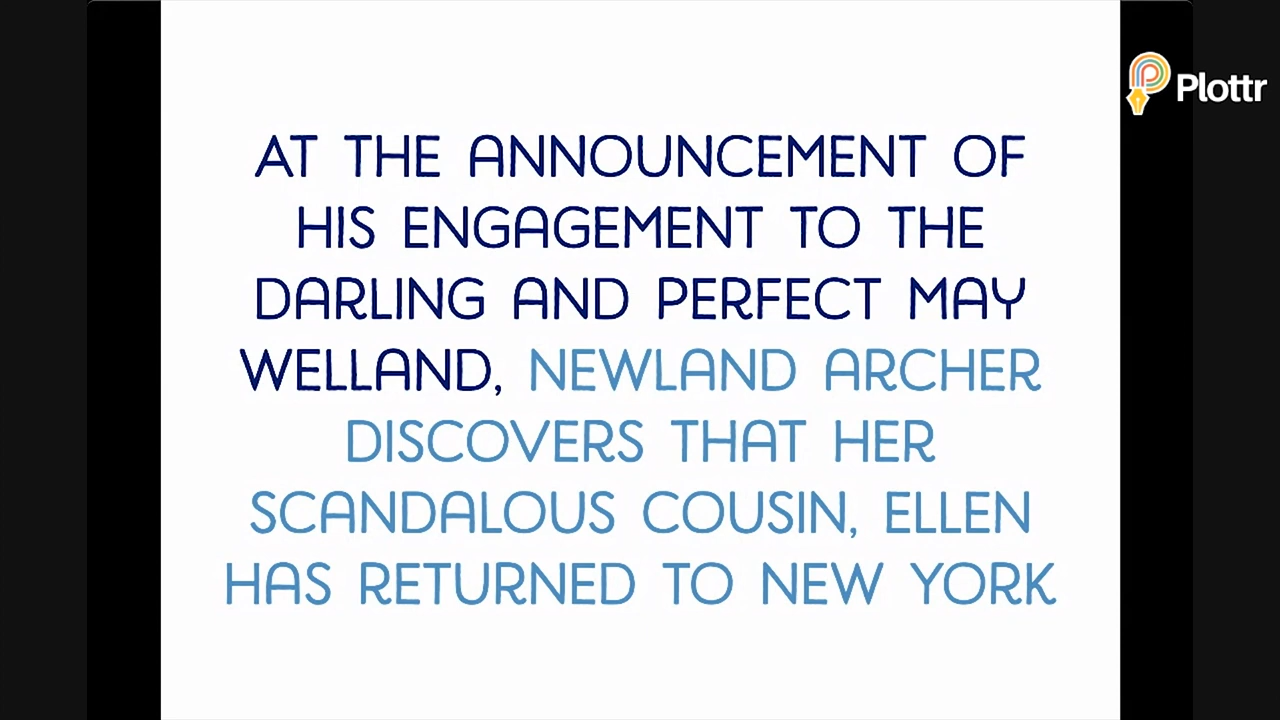 Plottr
AT THE ANNOUNCEMENT OF
HIS ENGAGEMENT TO THE
DARLING AND PERFECT MAY
WELLAND, NEWLAND ARCHER
DISCOVERS THAT HER
SCANDALOUS COUSIN, ELLEN
HAS RETURNED TO NEW YORK